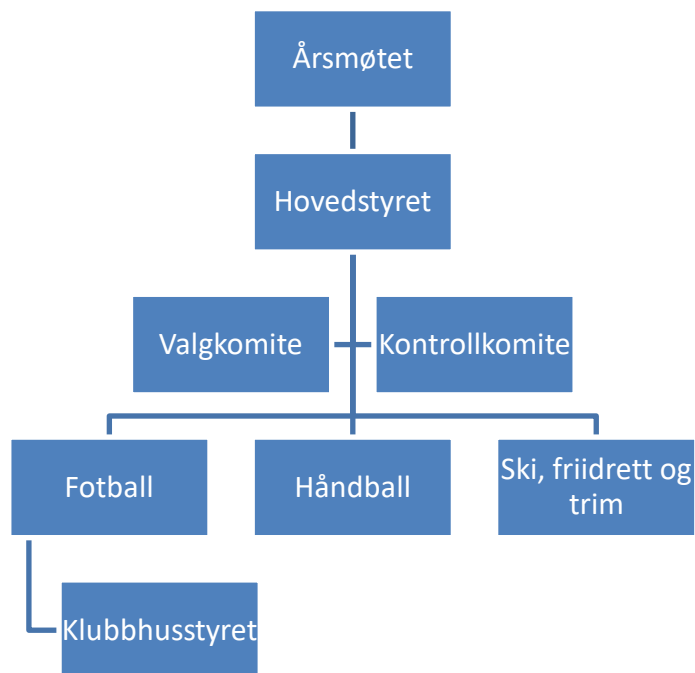 Årsmøtet
Hovedstyret
Valgkomite
Kontrollkomite
Fotball
Håndball
Ski, friidrett og
trim
Klubbhusstyret